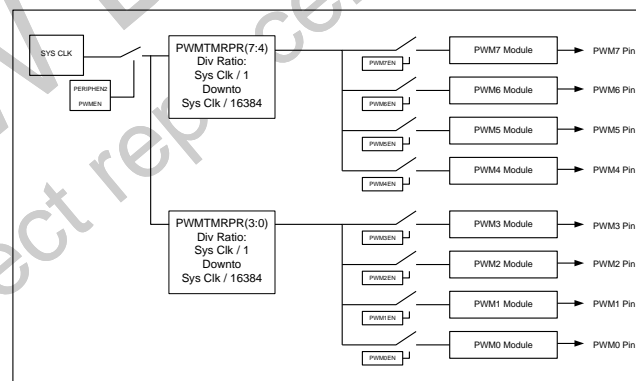 SYS CLK
PERIPHEN2
PWMEN
PWMTMRPR(7:4)
Div Ratio:
Sys Clk / 1
Downto
Sys Clk / 16384
PWM7EN
PWM7 Module
PWM7 Pin
PWM6EN
PWM6 Module
PWM6 Pin
PWM5EN
PWM5 Module
PWM5 Pin
PWM4EN
PWM4 Module
PWM4 Pin
PWMTMRPR(3:0)
Div Ratio:
Sys Clk / 1
Downto
Sys Clk / 16384
PWM3EN
PWM3 Module
PWM3 Pin
PWM2EN
PWM2 Module
PWM2 Pin
PWM1EN
PWM1 Module
PWM1 Pin
PWM0EN
PWM0 Module
PWM0 Pin